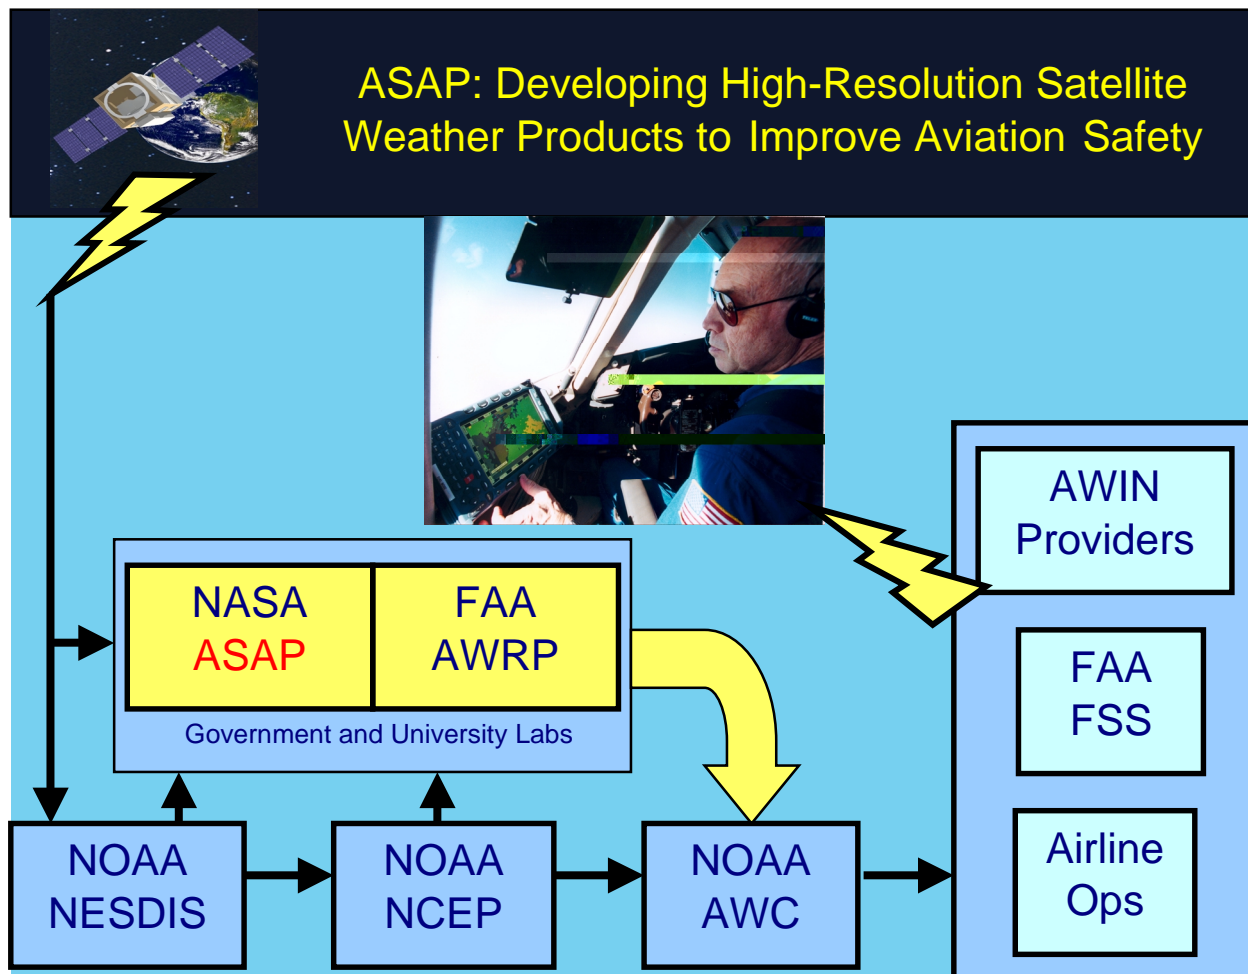 ASAP: Developing High-Resolution Satellite
Weather Products to Improve Aviation Safety
AWIN
Providers
NASA
ASAP
FAA
AWRP
Government and University Labs
FAA
FSS
NOAA
NESDIS
NOAA
NCEP
NOAA
AWC
Airline
Ops